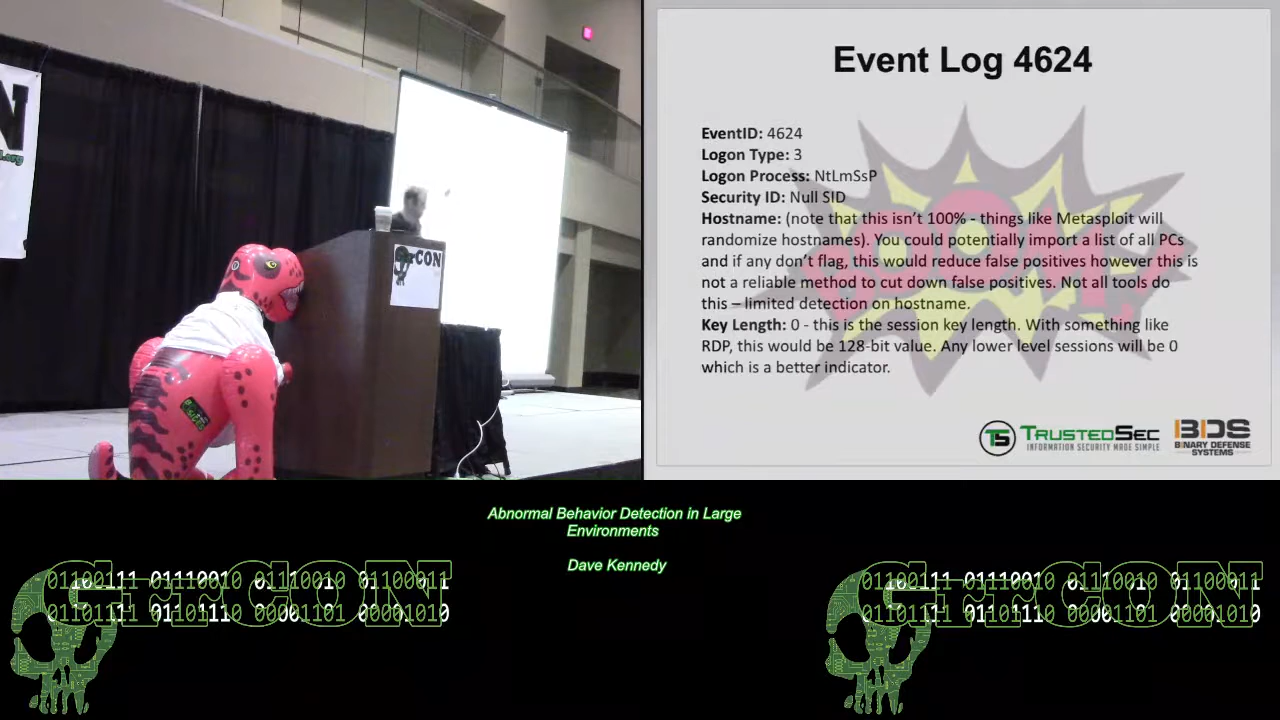 N
.org
GrrCON
Event Log 4624
BOOM!
EventID: 4624
Logon Type: 3
Logon Process: NtLmSsP
Security ID: Null SID
Hostname: (note that this isn't 100% - things like Metasploit will
randomize hostnames). You could potentially import a list of all PCs
and if any don't flag, this would reduce false positives however this is
not a reliable method to cut down false positives. Not all tools do
this – limited detection on hostname.
Key Length: 0 - this is the session key length. With something like
RDP, this would be 128-bit value. Any lower level sessions will be 0
which is a better indicator.
TS TRUSTEDSEC
INFORMATION SECURITY MADE SIMPLE
BDS
BINARY DEFENSE
SYSTEMS
Abnormal Behavior Detection in Large
Environments
Dave Kennedy
GrrCON
01100111 01110010 01110010 01100011
01101111 01101110 00001101 00001010
GrrCON
01100111 01110010 01110010 01100011
01101111 01101110 00001101 00001010